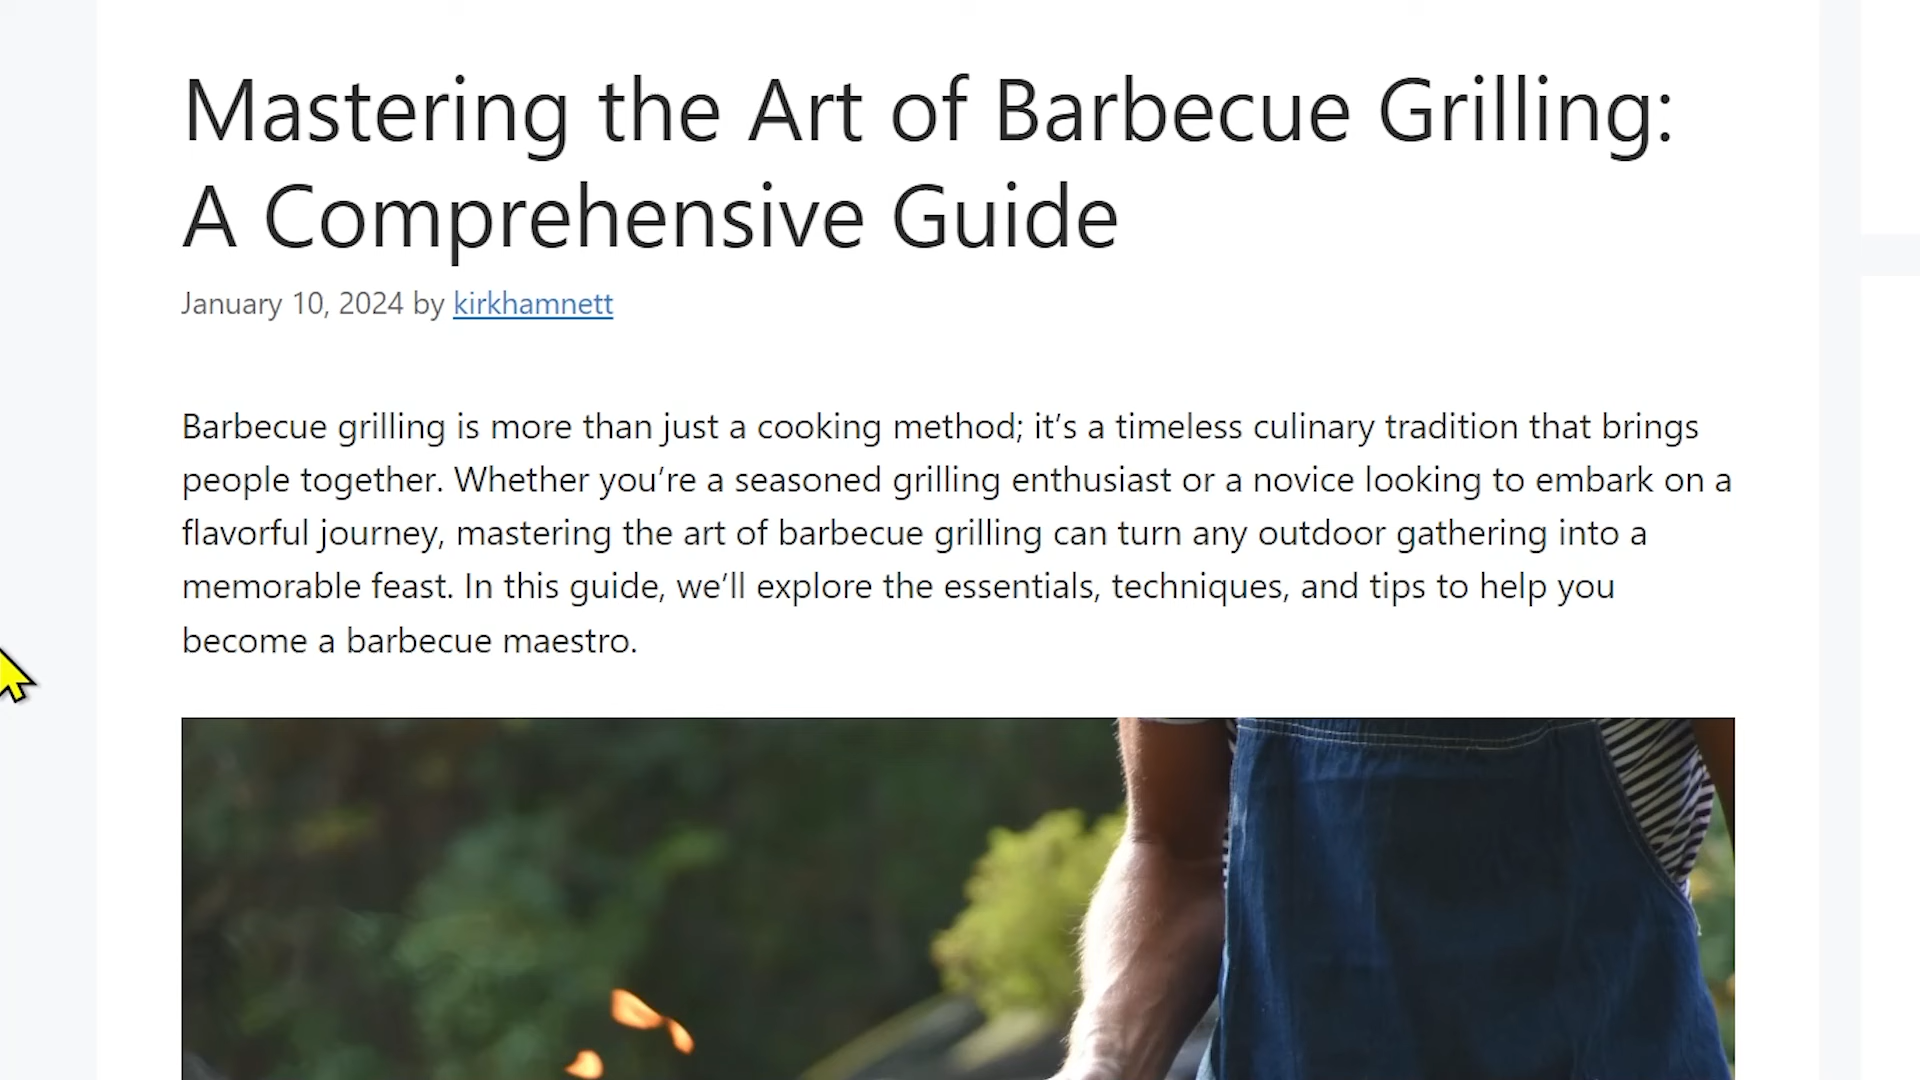 Mastering the Art of Barbecue Grilling:
A Comprehensive Guide
January 10, 2024 by kirkhamnett
Barbecue grilling is more than just a cooking method; it’s a timeless culinary tradition that brings
people together. Whether you’re a seasoned grilling enthusiast or a novice looking to embark on a
flavorful journey, mastering the art of barbecue grilling can turn any outdoor gathering into a
memorable feast. In this guide, we’ll explore the essentials, techniques, and tips to help you
become a barbecue maestro.